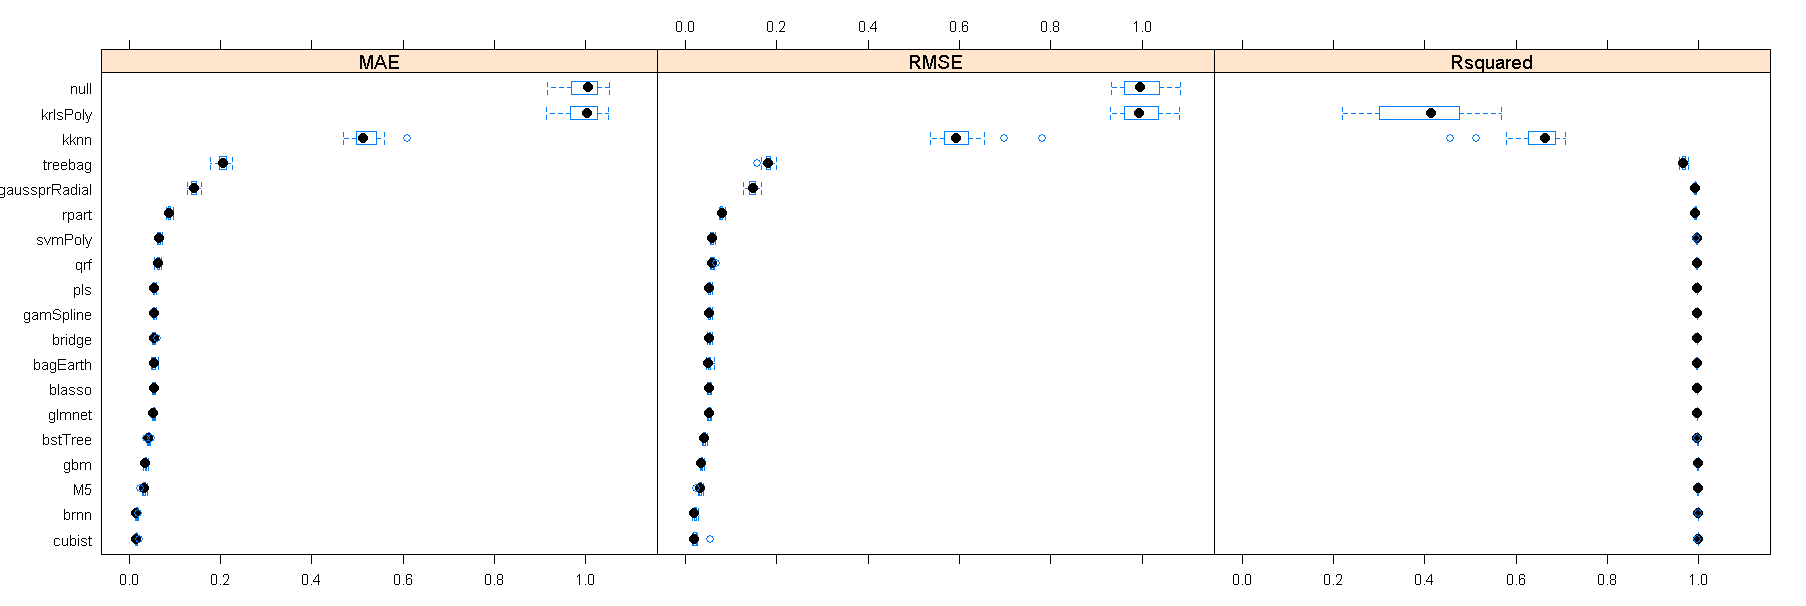 0.0 0.2 0.4 0.6 0.8 1.0
MAE RMSE Rsquared
null
krlsPoly
kknn
treebag
gaussprRadial
rpart
svmPoly
qrf
pls
gamSpline
bridge
bagEarth
blasso
glmnet
bstTree
gbm
M5
brnn
cubist
0.0 0.2 0.4 0.6 0.8 1.0 0.0 0.2 0.4 0.6 0.8 1.0